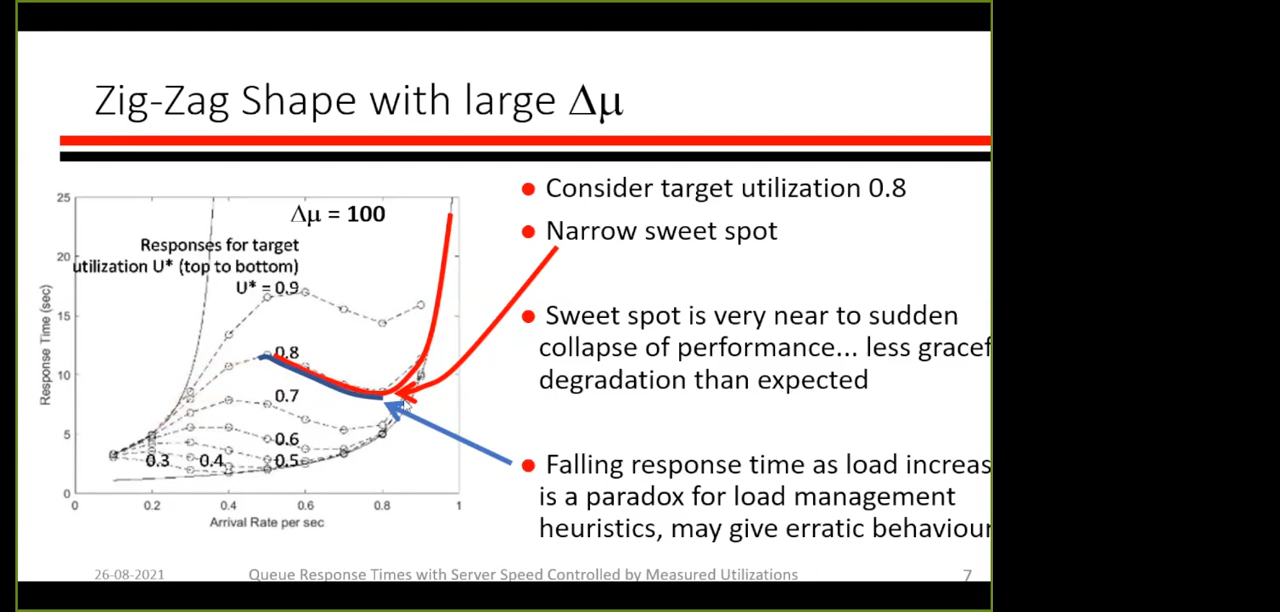 Zig-Zag Shape with large Δµ
25
20
15
10
5
0
Response Time (sec)
Δµ = 100
Responses for target
utilization U* (top to bottom)
U* = 0.9
0.8
0.7
0.6
0.3 0.4 0.5
0 0.2 0.4 0.6 0.8 1
Arrival Rate per sec
Consider target utilization 0.8
Narrow sweet spot
Sweet spot is very near to sudden
collapse of performance... less gracef
degradation than expected
Falling response time as load increas
is a paradox for load management
heuristics, may give erratic behaviour
26-08-2021 Queue Response Times with Server Speed Controlled by Measured Utilizations 7